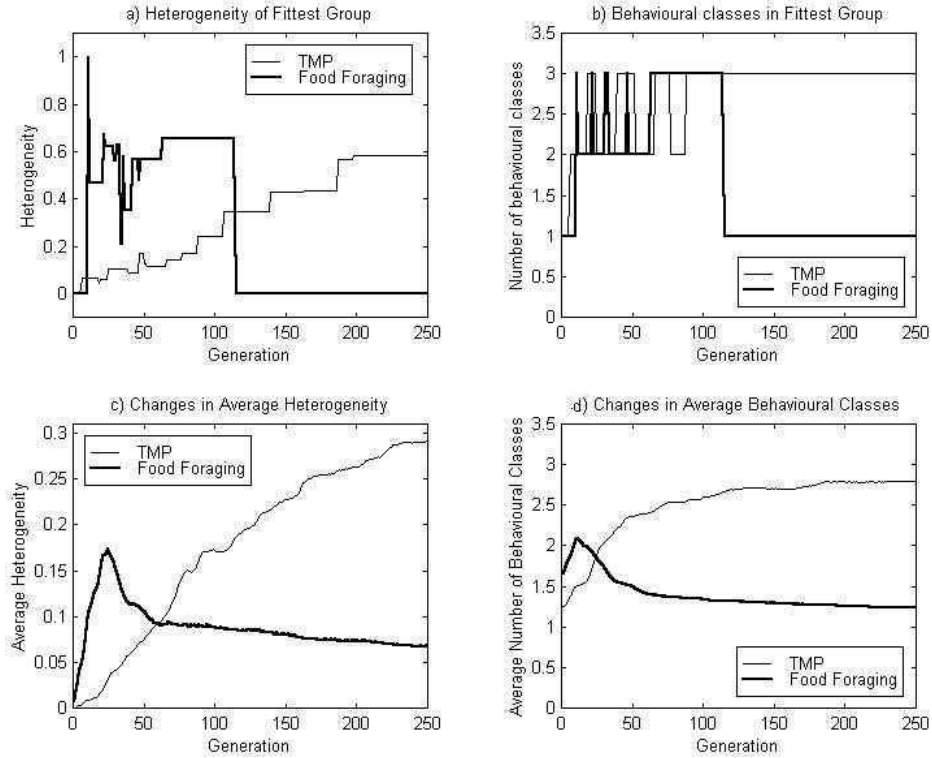 a) Heterogeneity of Fittest Group
Heterogeneity
1
0.8
0.6
0.4
0.2
0
TMP
Food Foraging
0 50 100 150 200 250
Generation
b) Behavioural classes in Fittest Group
Number of behavioural classes
3.5
3
2.5
2
1.5
1
0.5
0
TMP
Food Foraging
0 50 100 150 200 250
Generation
c) Changes in Average Heterogeneity
Average Heterogeneity
0.3
0.25
0.2
0.15
0.1
0.05
0
TMP
Food Foraging
0 50 100 150 200 250
Generation
d) Changes in Average Behavioural Classes
Average Number of Behavioural Classes
3.5
3
2.5
2
1.5
1
0.5
0
TMP
Food Foraging
0 50 100 150 200 250
Generation